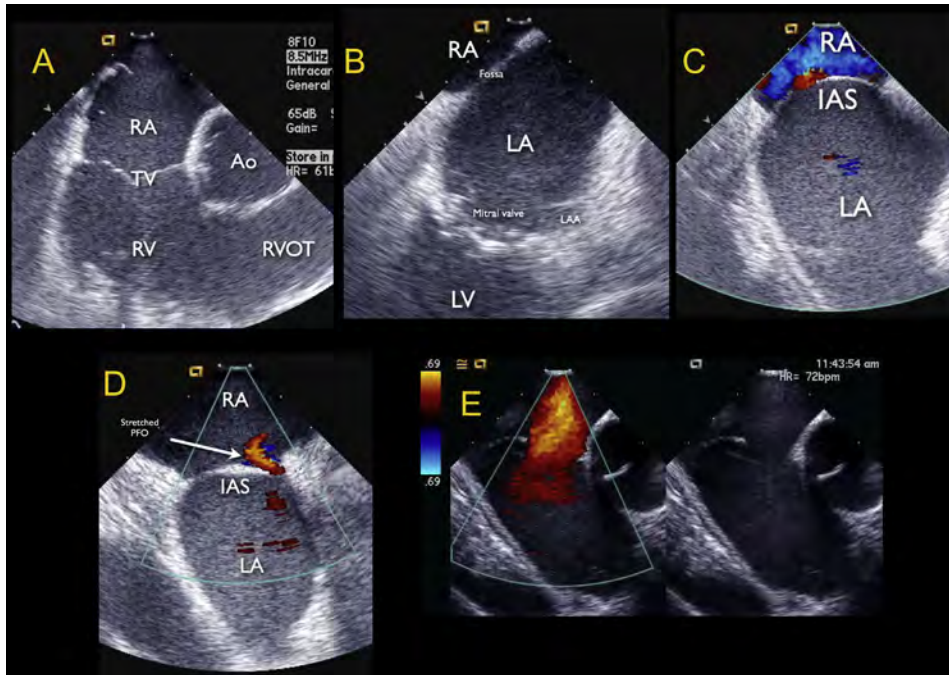 A
8F10
8.5MHz
Intracar
General
65dB
Gain=
Store in
HR= 61b
RA
Ao
TV
RV
RVOT
B
RA
Fossa
LA
Mitral valve
LAA
LV
C
RA
IAS
LA
D
RA
Stretched
PFO
IAS
LA
.69
.69
E
11:43:54 am
HR= 72bpm